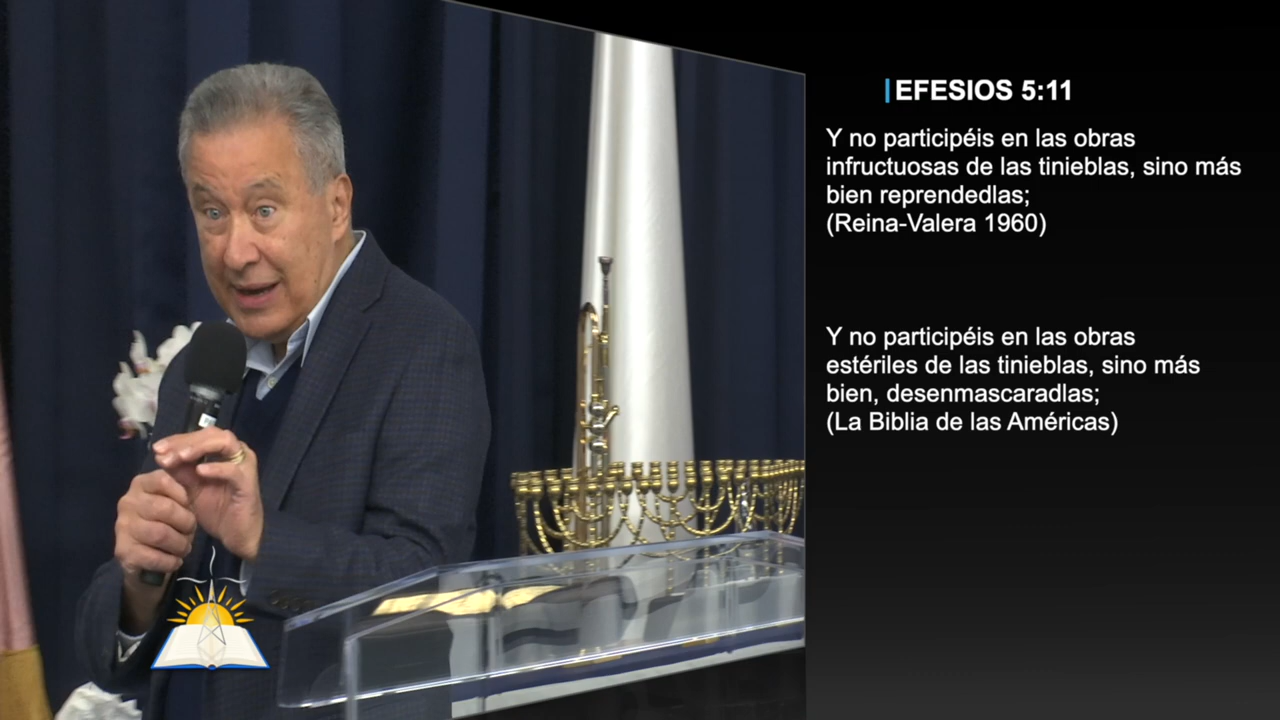 EFESIOS 5:11
Y no participéis en las obras
infructuosas de las tinieblas, sino más
bien reprendedlas;
(Reina-Valera 1960)
Y no participéis en las obras
estériles de las tinieblas, sino más
bien, desenmascaradlas;
(La Biblia de las Américas)